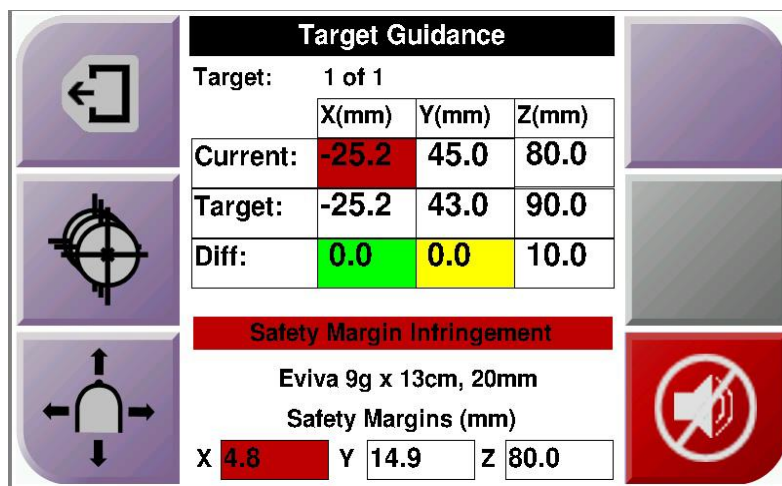 Target Guidance
Target: 1 of 1
X(mm) Y(mm) Z(mm)
Current: -25.2 45.0 80.0
Target: -25.2 43.0 90.0
Diff: 0.0 0.0 10.0
Safety Margin Infringement
Eviva 9g x 13cm, 20mm
Safety Margins (mm)
X 4.8 Y 14.9 Z 80.0